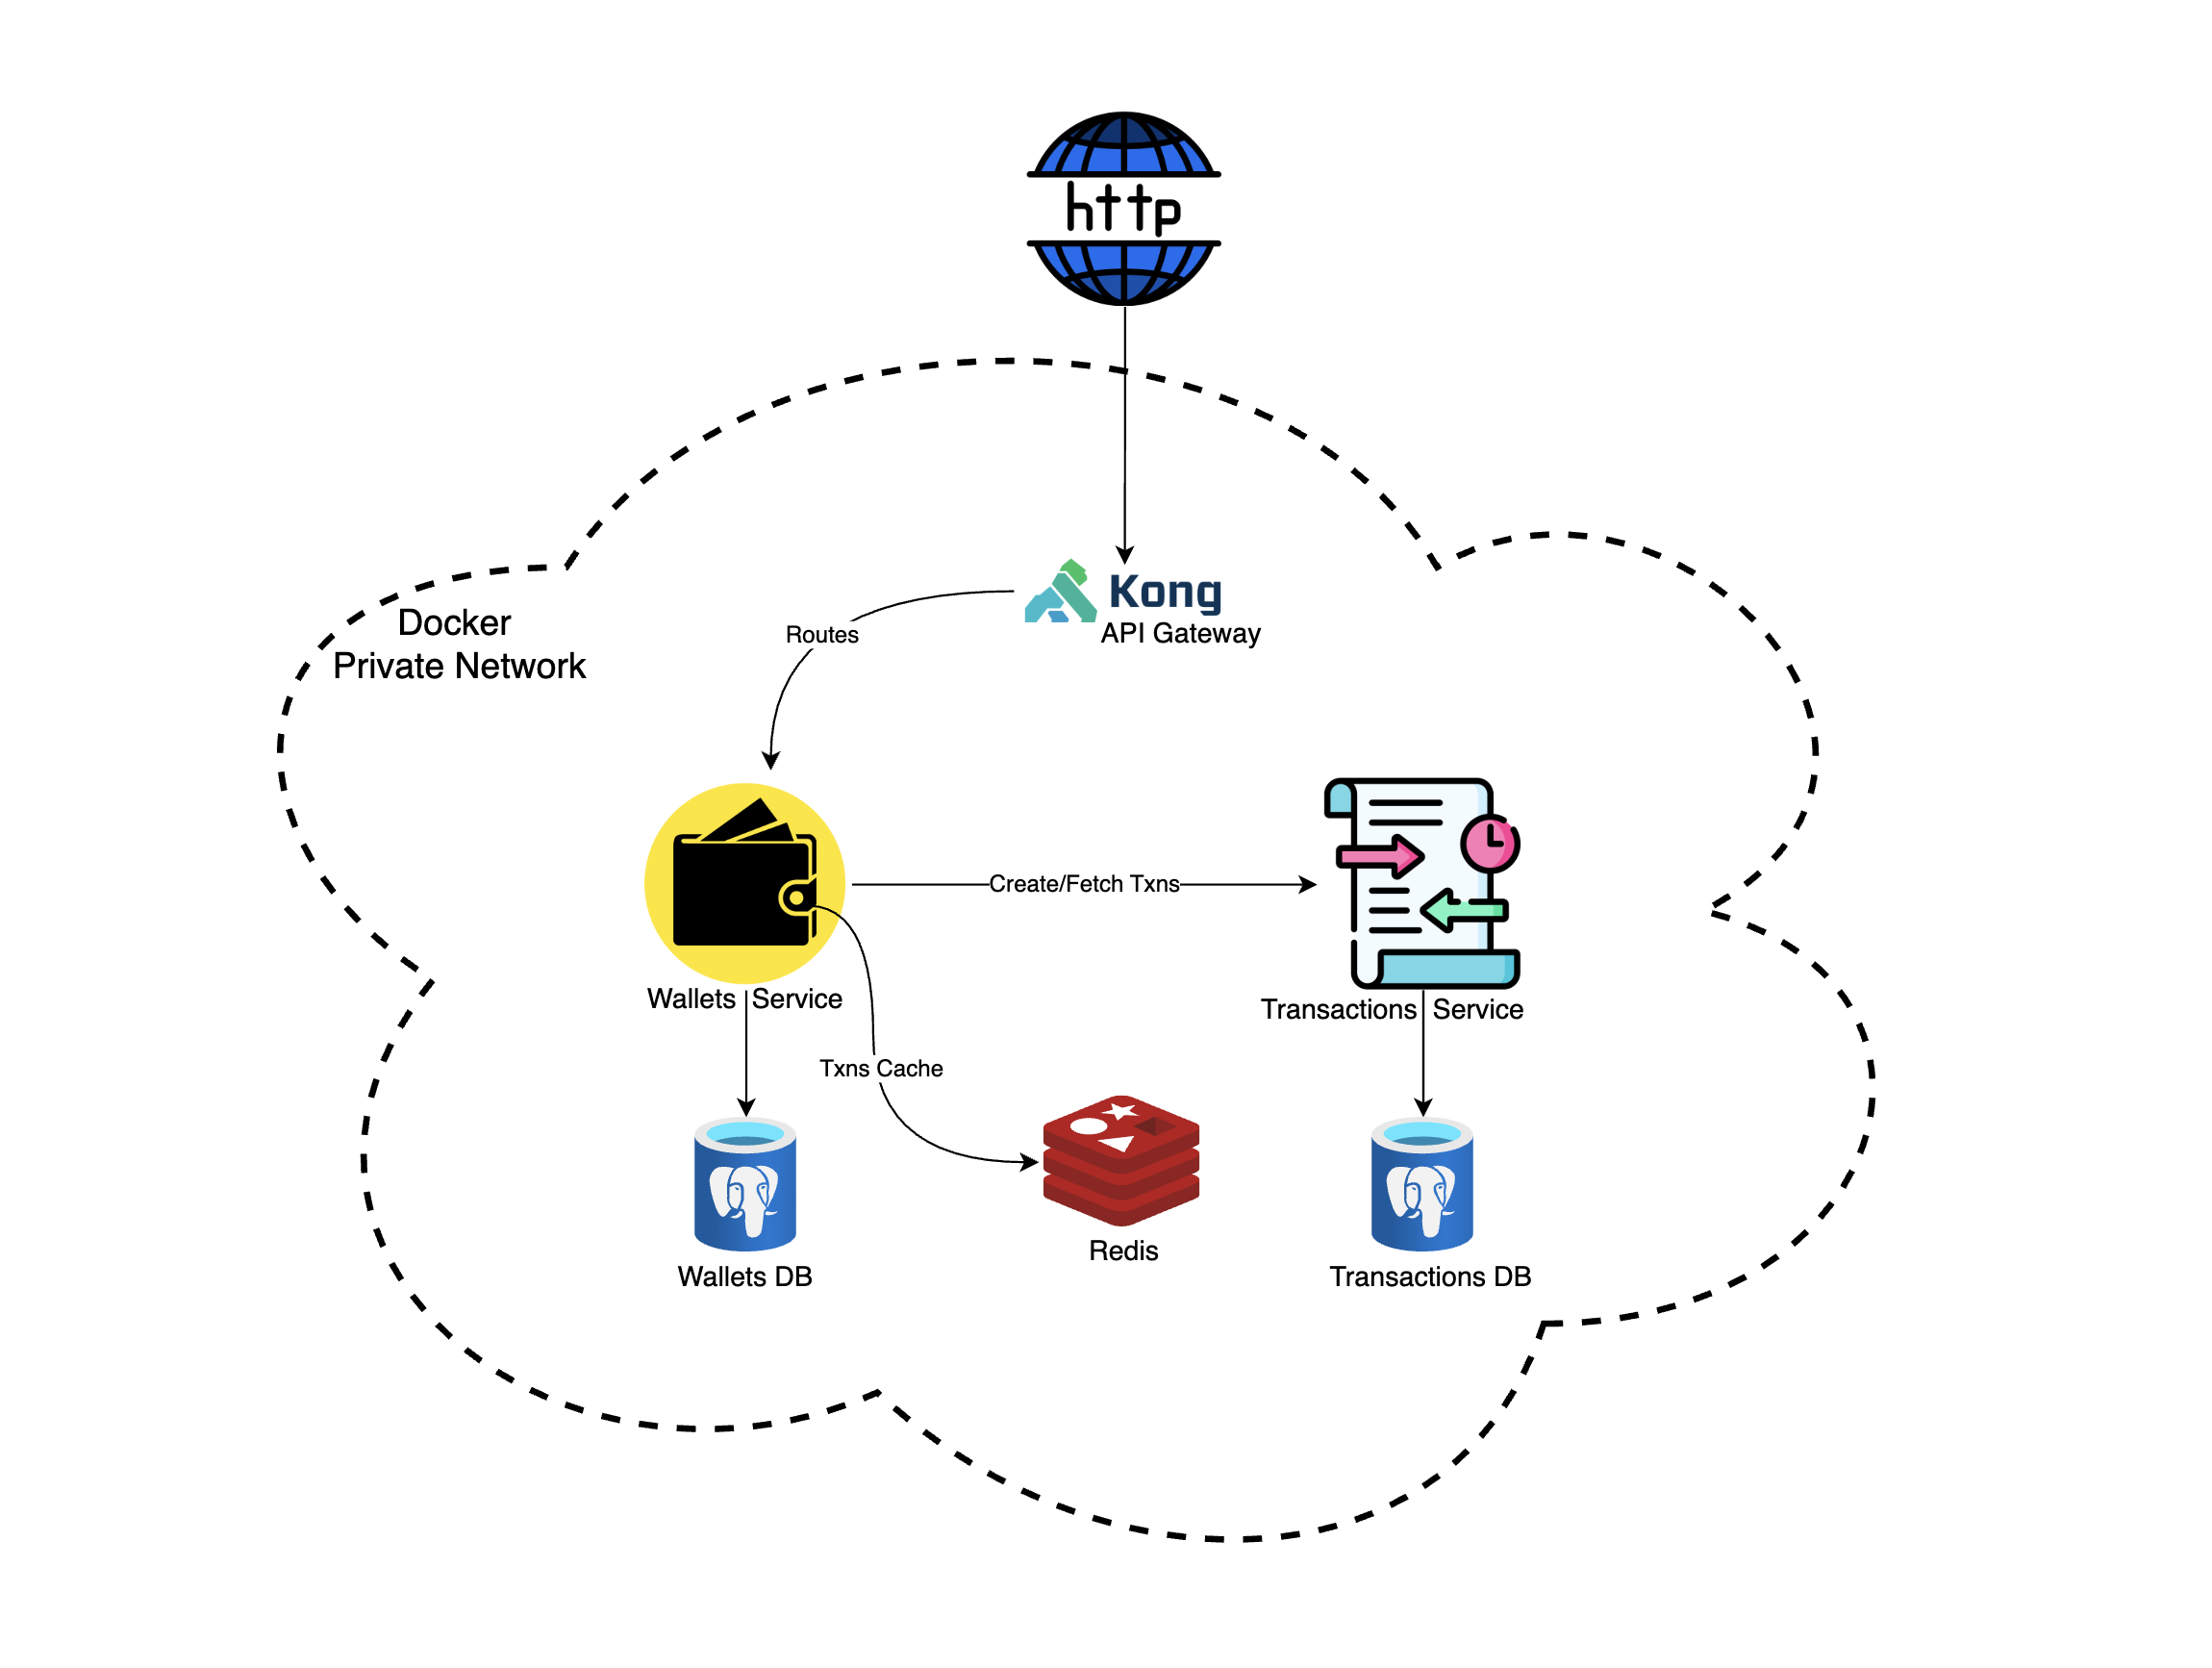 http
Kong
API Gateway
Docker
Private Network
Routes
Create/Fetch Txns
Wallets Service
Transactions Service
Txns Cache
Redis
Wallets DB
Transactions DB